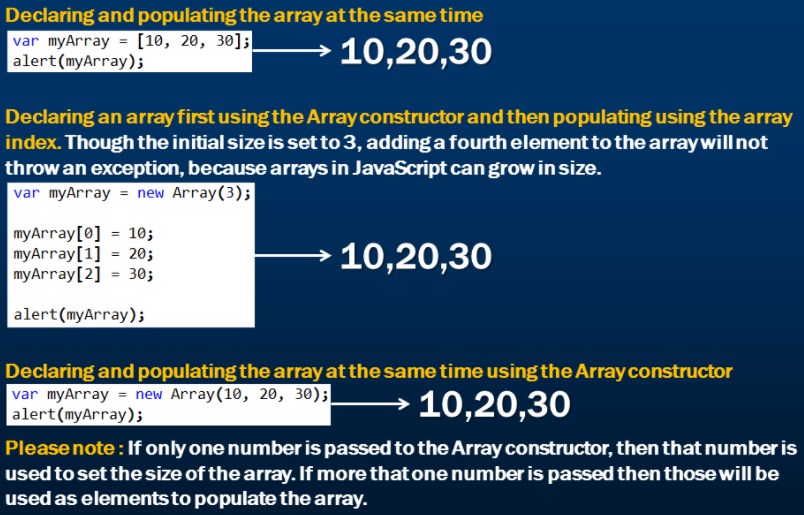 Declaring and populating the array at the same time
var myArray = [10, 20, 30];
alert(myArray);
10,20,30
Declaring an array first using the Array constructor and then populating using the array
index. Though the initial size is set to 3, adding a fourth element to the array will not
throw an exception, because arrays in JavaScript can grow in size.
var myArray = new Array(3);
myArray[0] = 10;
myArray[1] = 20;
myArray[2] = 30;
alert(myArray);
10,20,30
Declaring and populating the array at the same time using the Array constructor
var myArray = new Array(10, 20, 30);
alert(myArray);
10,20,30
Please note : If only one number is passed to the Array constructor, then that number is
used to set the size of the array. If more that one number is passed then those will be
used as elements to populate the array.